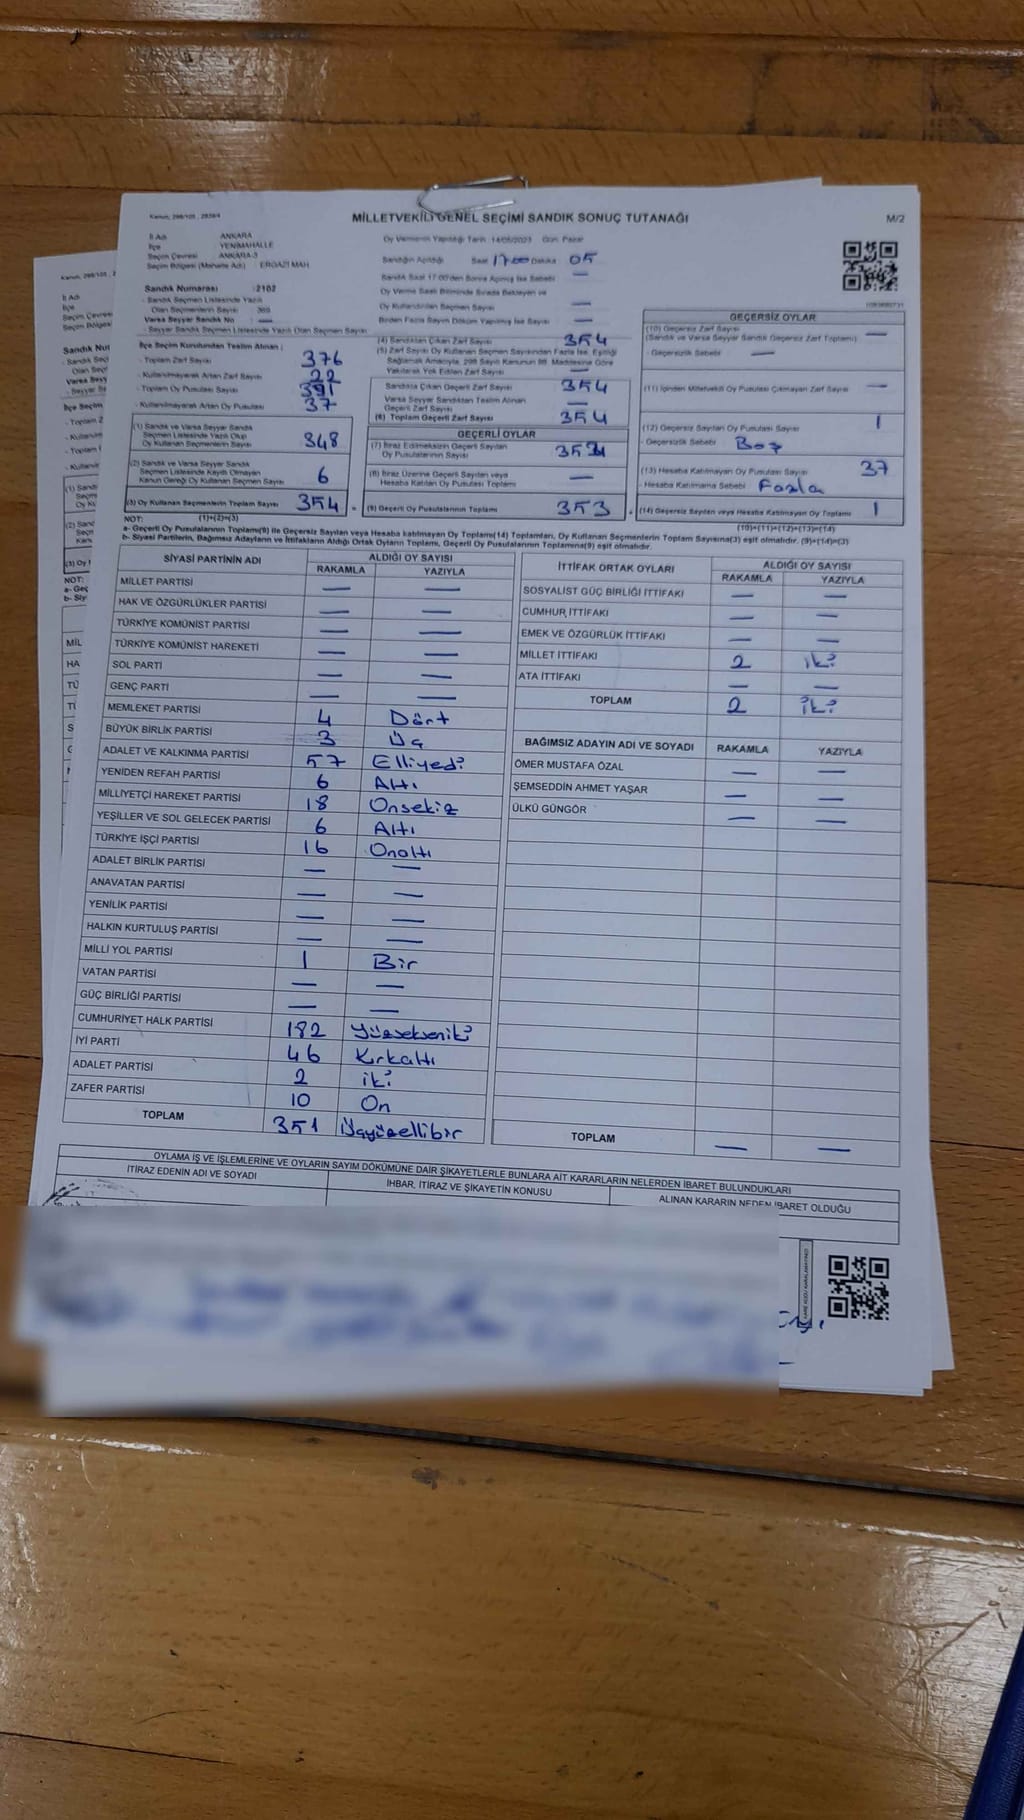 Kanun; 298/105 , 2839/4
MİLLETVEKİLİ GENEL SEÇİMİ SANDIK SONUÇ TUTANAĞI
M/2
İl Adı ANKARA
İlçe YENİMAHALLE
Seçim Çevresi ANKARA-3
Seçim Bölgesi (Mahalle Adı) : ERGAZİ MAH.
Sandık Numarası :2102
- Sandık Seçmen Listesinde Yazılı
Olan Seçmenlerin Sayısı 369
Varsa Seyyar Sandık No —
- Seyyar Sandık Seçmen Listesinde Yazılı Olan Seçmen Sayısı
Oy Vermenin Yapıldığı Tarih :14/05/2023 Gün: Pazar
Sandığın Açıldığı Saat 17:00 Dakika 05
Sandık Saat 17.00'den Sonra Açılmış İse Sebebi —
Oy Verme Saati Bitiminde Sırada Bekleyen ve
Oy Kullandırılan Seçmen Sayısı —
Birden Fazla Sayım Döküm Yapılmış İse Sayısı —
İlçe Seçim Kurulundan Teslim Alınan ;
- Toplam Zarf Sayısı 376
- Kullanılmayarak Artan Zarf Sayısı 22
- Toplam Oy Pusulası Sayısı 391
- Kullanılmayarak Artan Oy Pusulası 37
(1) Sandık ve Varsa Seyyar Sandık
Seçmen Listesinde Yazılı Olup
Oy Kullanan Seçmenlerin Sayısı 348
(2) Sandık ve Varsa Seyyar Sandık
Seçmen Listesinde Kaydı Olmayan
Kanun Gereği Oy Kullanan Seçmen Sayısı 6
(3) Oy Kullanan Seçmenlerin Toplam Sayısı 354 =
(1)+(2)=(3)
(4) Sandıktan Çıkan Zarf Sayısı 354
(5) Zarf Sayısı Oy Kullanan Seçmen Sayısından Fazla İse, Eşitliği
Sağlamak Amacıyla, 298 Sayılı Kanunun 98. Maddesine Göre
Yakılarak Yok Edilen Zarf Sayısı —
Sandıkta Çıkan Geçerli Zarf Sayısı 354
Varsa Seyyar Sandıktan Teslim Alınan
Geçerli Zarf Sayısı —
(6) Toplam Geçerli Zarf Sayısı 354
GEÇERLİ OYLAR
(7) İtiraz Edilmeksizin Geçerli Sayılan
Oy Pusulalarının Sayısı
(8) İtiraz Üzerine Geçerli Sayılan veya
Hesaba Katılan Oy Pusulaları Toplamı —
(9) Geçerli Oy Pusulalarının Toplamı 353 +
GEÇERSİZ OYLAR
(10) Geçersiz Zarf Sayısı —
(Sandık ve Varsa Seyyar Sandık Geçersiz Zarf Toplamı)
- Geçersizlik Sebebi —
(11) İçinden Milletvekili Oy Pusulası Çıkmayan Zarf Sayısı —
(12) Geçersiz Sayılan Oy Pusulası Sayısı 1
- Geçersizlik Sebebi Boş
(13) Hesaba Katılmayan Oy Pusulası Sayısı 37
- Hesaba Katılmama Sebebi Fazla
(14) Geçersiz Sayılan veya Hesaba Katılmayan Oy Toplamı 1
(10)+(11)+(12)+(13)=(14)
NOT:
a- Geçerli Oy Pusulalarının Toplamı(9) ile Geçersiz Sayılan veya Hesaba katılmayan Oy Toplamı(14) Toplamları, Oy Kullanan Seçmenlerin Toplam Sayısına(3) eşit olmalıdır. (9)+(14)=(3)
b- Siyasi Partilerin, Bağımsız Adayların ve İttifakların Aldığı Ortak Oyların Toplamı, Geçerli Oy Pusulalarının Toplamına(9) eşit olmalıdır.
SİYASİ PARTİNİN ADI ALDIĞI OY SAYISI
RAKAMLA YAZIYLA
MİLLET PARTİSİ — —
HAK VE ÖZGÜRLÜKLER PARTİSİ — —
TÜRKİYE KOMÜNİST PARTİSİ — —
TÜRKİYE KOMÜNİST HAREKETİ — —
SOL PARTİ — —
GENÇ PARTİ — —
MEMLEKET PARTİSİ 4 Dört
BÜYÜK BİRLİK PARTİSİ 3 Üç
ADALET VE KALKINMA PARTİSİ 57 Elliyedi
YENİDEN REFAH PARTİSİ 6 Altı
MİLLİYETÇİ HAREKET PARTİSİ 18 Onsekiz
YEŞİLLER VE SOL GELECEK PARTİSİ 6 Altı
TÜRKİYE İŞÇİ PARTİSİ 16 Onaltı
ADALET BİRLİK PARTİSİ — —
ANAVATAN PARTİSİ — —
YENİLİK PARTİSİ — —
HALKIN KURTULUŞ PARTİSİ — —
MİLLİ YOL PARTİSİ 1 Bir
VATAN PARTİSİ — —
GÜÇ BİRLİĞİ PARTİSİ — —
CUMHURİYET HALK PARTİSİ 182 Yüzsekseniki
İYİ PARTİ 46 Kırkaltı
ADALET PARTİSİ 2 iki
ZAFER PARTİSİ 10 On
TOPLAM 351 Üçyüzellibir
İTTİFAK ORTAK OYLARI ALDIĞI OY SAYISI
RAKAMLA YAZIYLA
SOSYALİST GÜÇ BİRLİĞİ İTTİFAKI — —
CUMHUR İTTİFAKI — —
EMEK VE ÖZGÜRLÜK İTTİFAKI — —
MİLLET İTTİFAKI 2 iki
ATA İTTİFAKI — —
TOPLAM 2 iki
BAĞIMSIZ ADAYIN ADI VE SOYADI RAKAMLA YAZIYLA
ÖMER MUSTAFA ÖZAL — —
ŞEMSEDDİN AHMET YAŞAR — —
ÜLKÜ GÜNGÖR — —
TOPLAM — —
OYLAMA İŞ VE İŞLEMLERİNE VE OYLARIN SAYIM DÖKÜMÜNE DAİR ŞİKAYETLERLE BUNLARA AİT KARARLARIN NELERDEN İBARET BULUNDUKLARI
İTİRAZ EDENİN ADI VE SOYADI
İHBAR, İTİRAZ VE ŞİKAYETİN KONUSU
ALINAN KARARIN NEDEN İBARET OLDUĞU